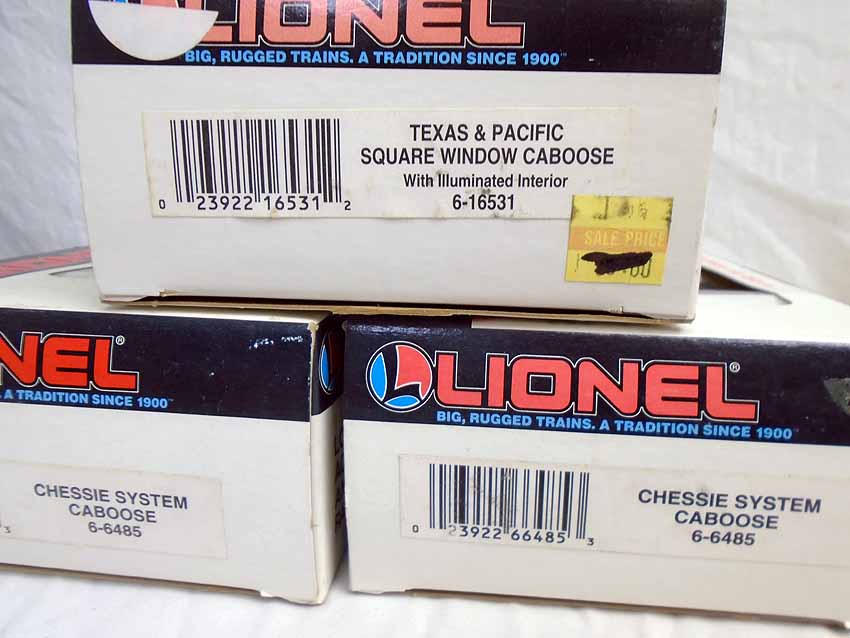 LIONEL
BIG, RUGGED TRAINS. A TRADITION SINCE 1900™
TEXAS & PACIFIC
SQUARE WINDOW CABOOSE
With Illuminated Interior
6-16531
0 23922 16531 2
SALE PRICE
NEL®
A TRADITION SINCE 1900™
CHESSIE SYSTEM
CABOOSE
6-6485
3
LIONEL®
BIG, RUGGED TRAINS. A TRADITION SINCE 1900™
0 23922 66485 3
CHESSIE SYSTEM
CABOOSE
6-6485